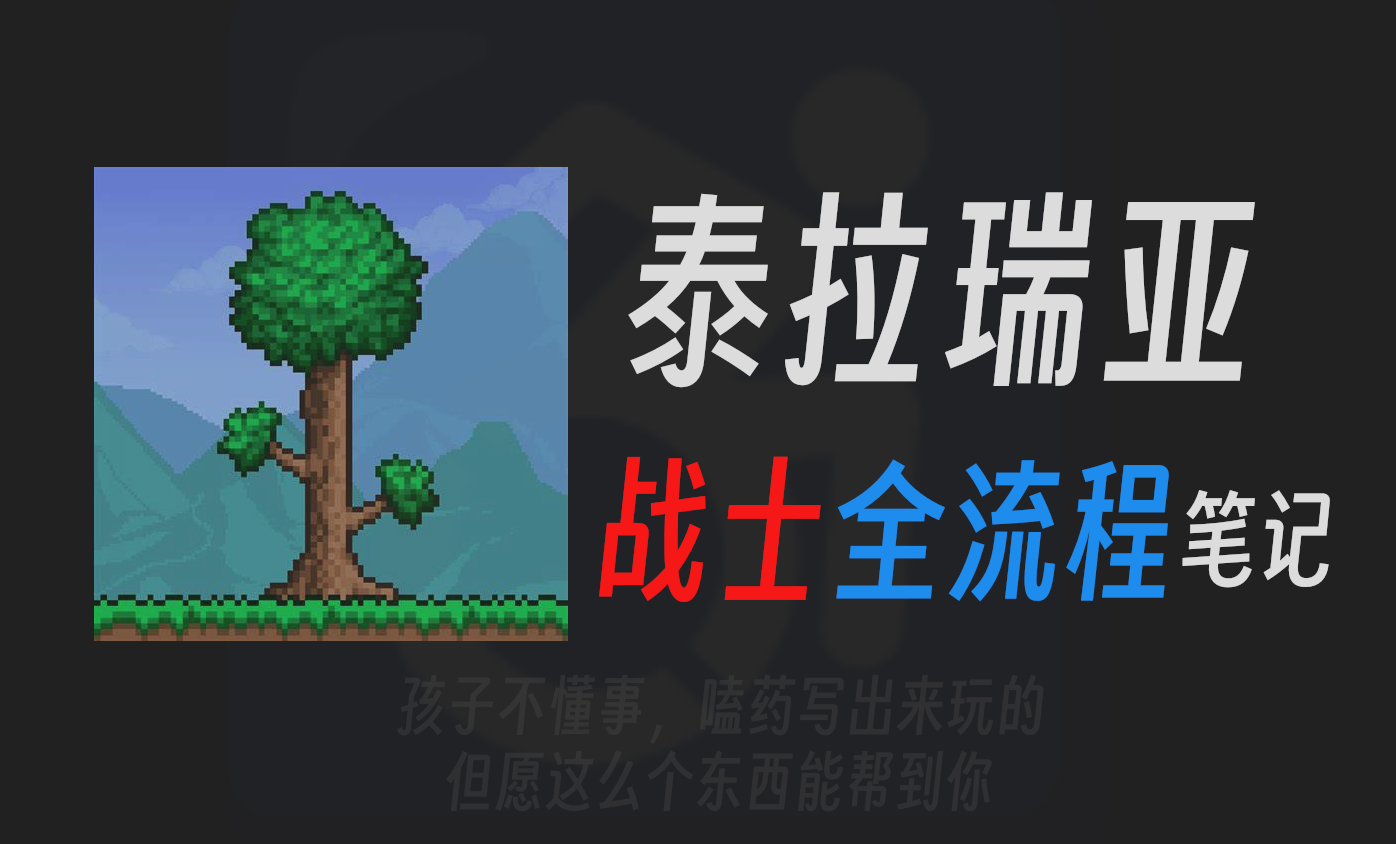 泰拉瑞亚
战士全流程笔记
孩子不懂事，嗑药写出来玩的
但愿这么个东西能帮到你